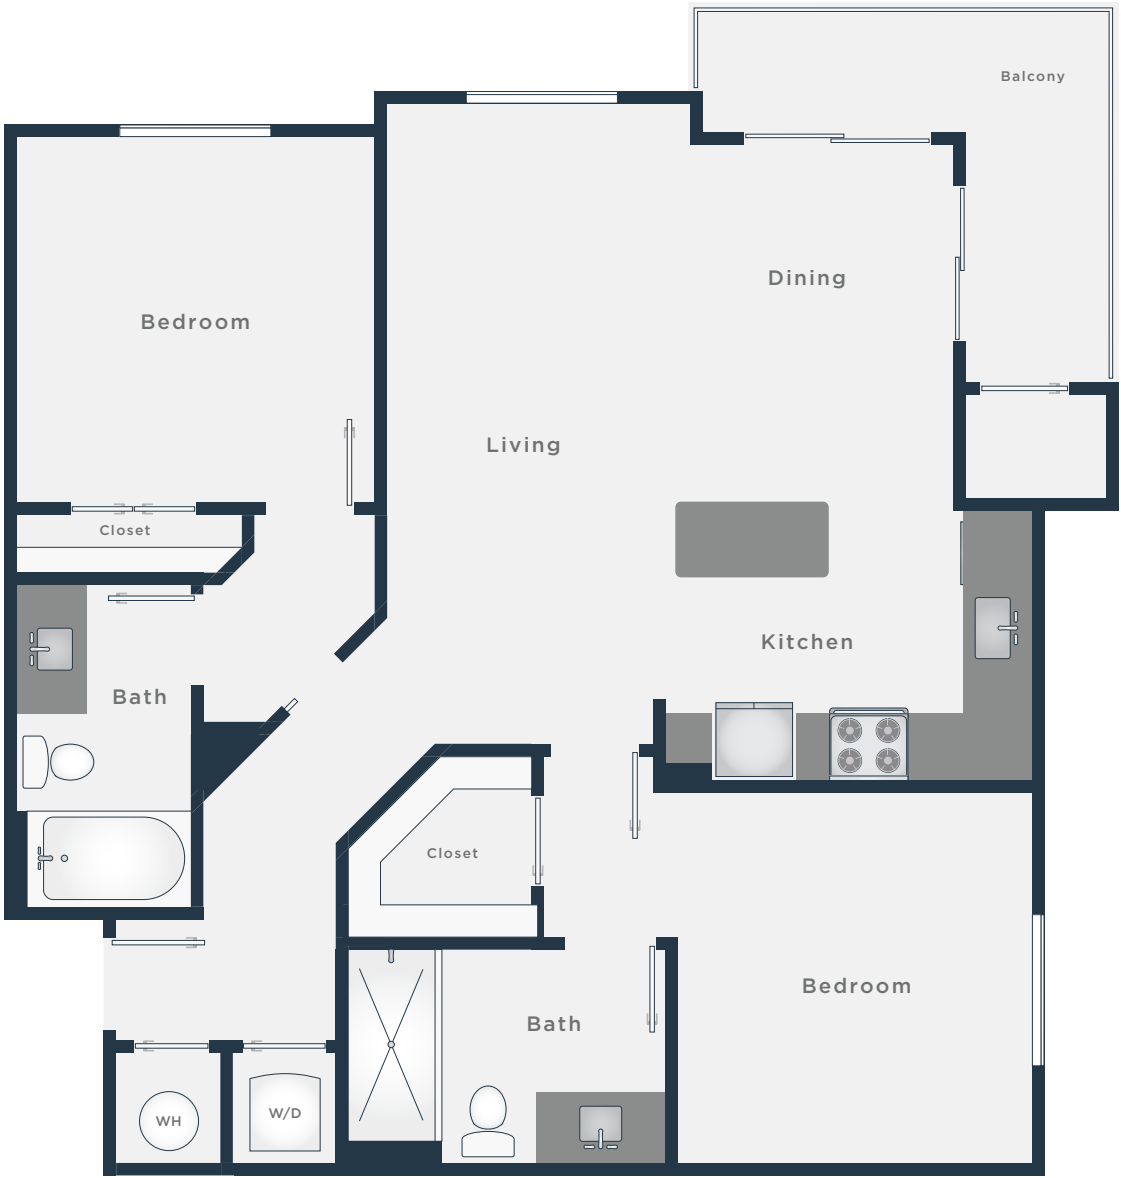 Balcony
Dining
Bedroom
Living
Closet
Kitchen
Bath
Closet
Bedroom
Bath
WH
W/D